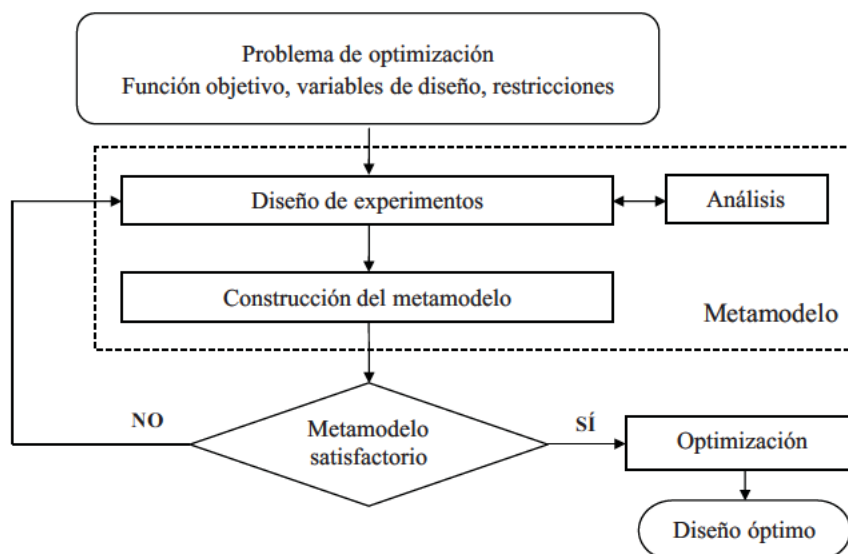 Problema de optimización
Función objetivo, variables de diseño, restricciones
Diseño de experimentos
Análisis
Construcción del metamodelo
Metamodelo
NO
Metamodelo
satisfactorio
SÍ
Optimización
Diseño óptimo